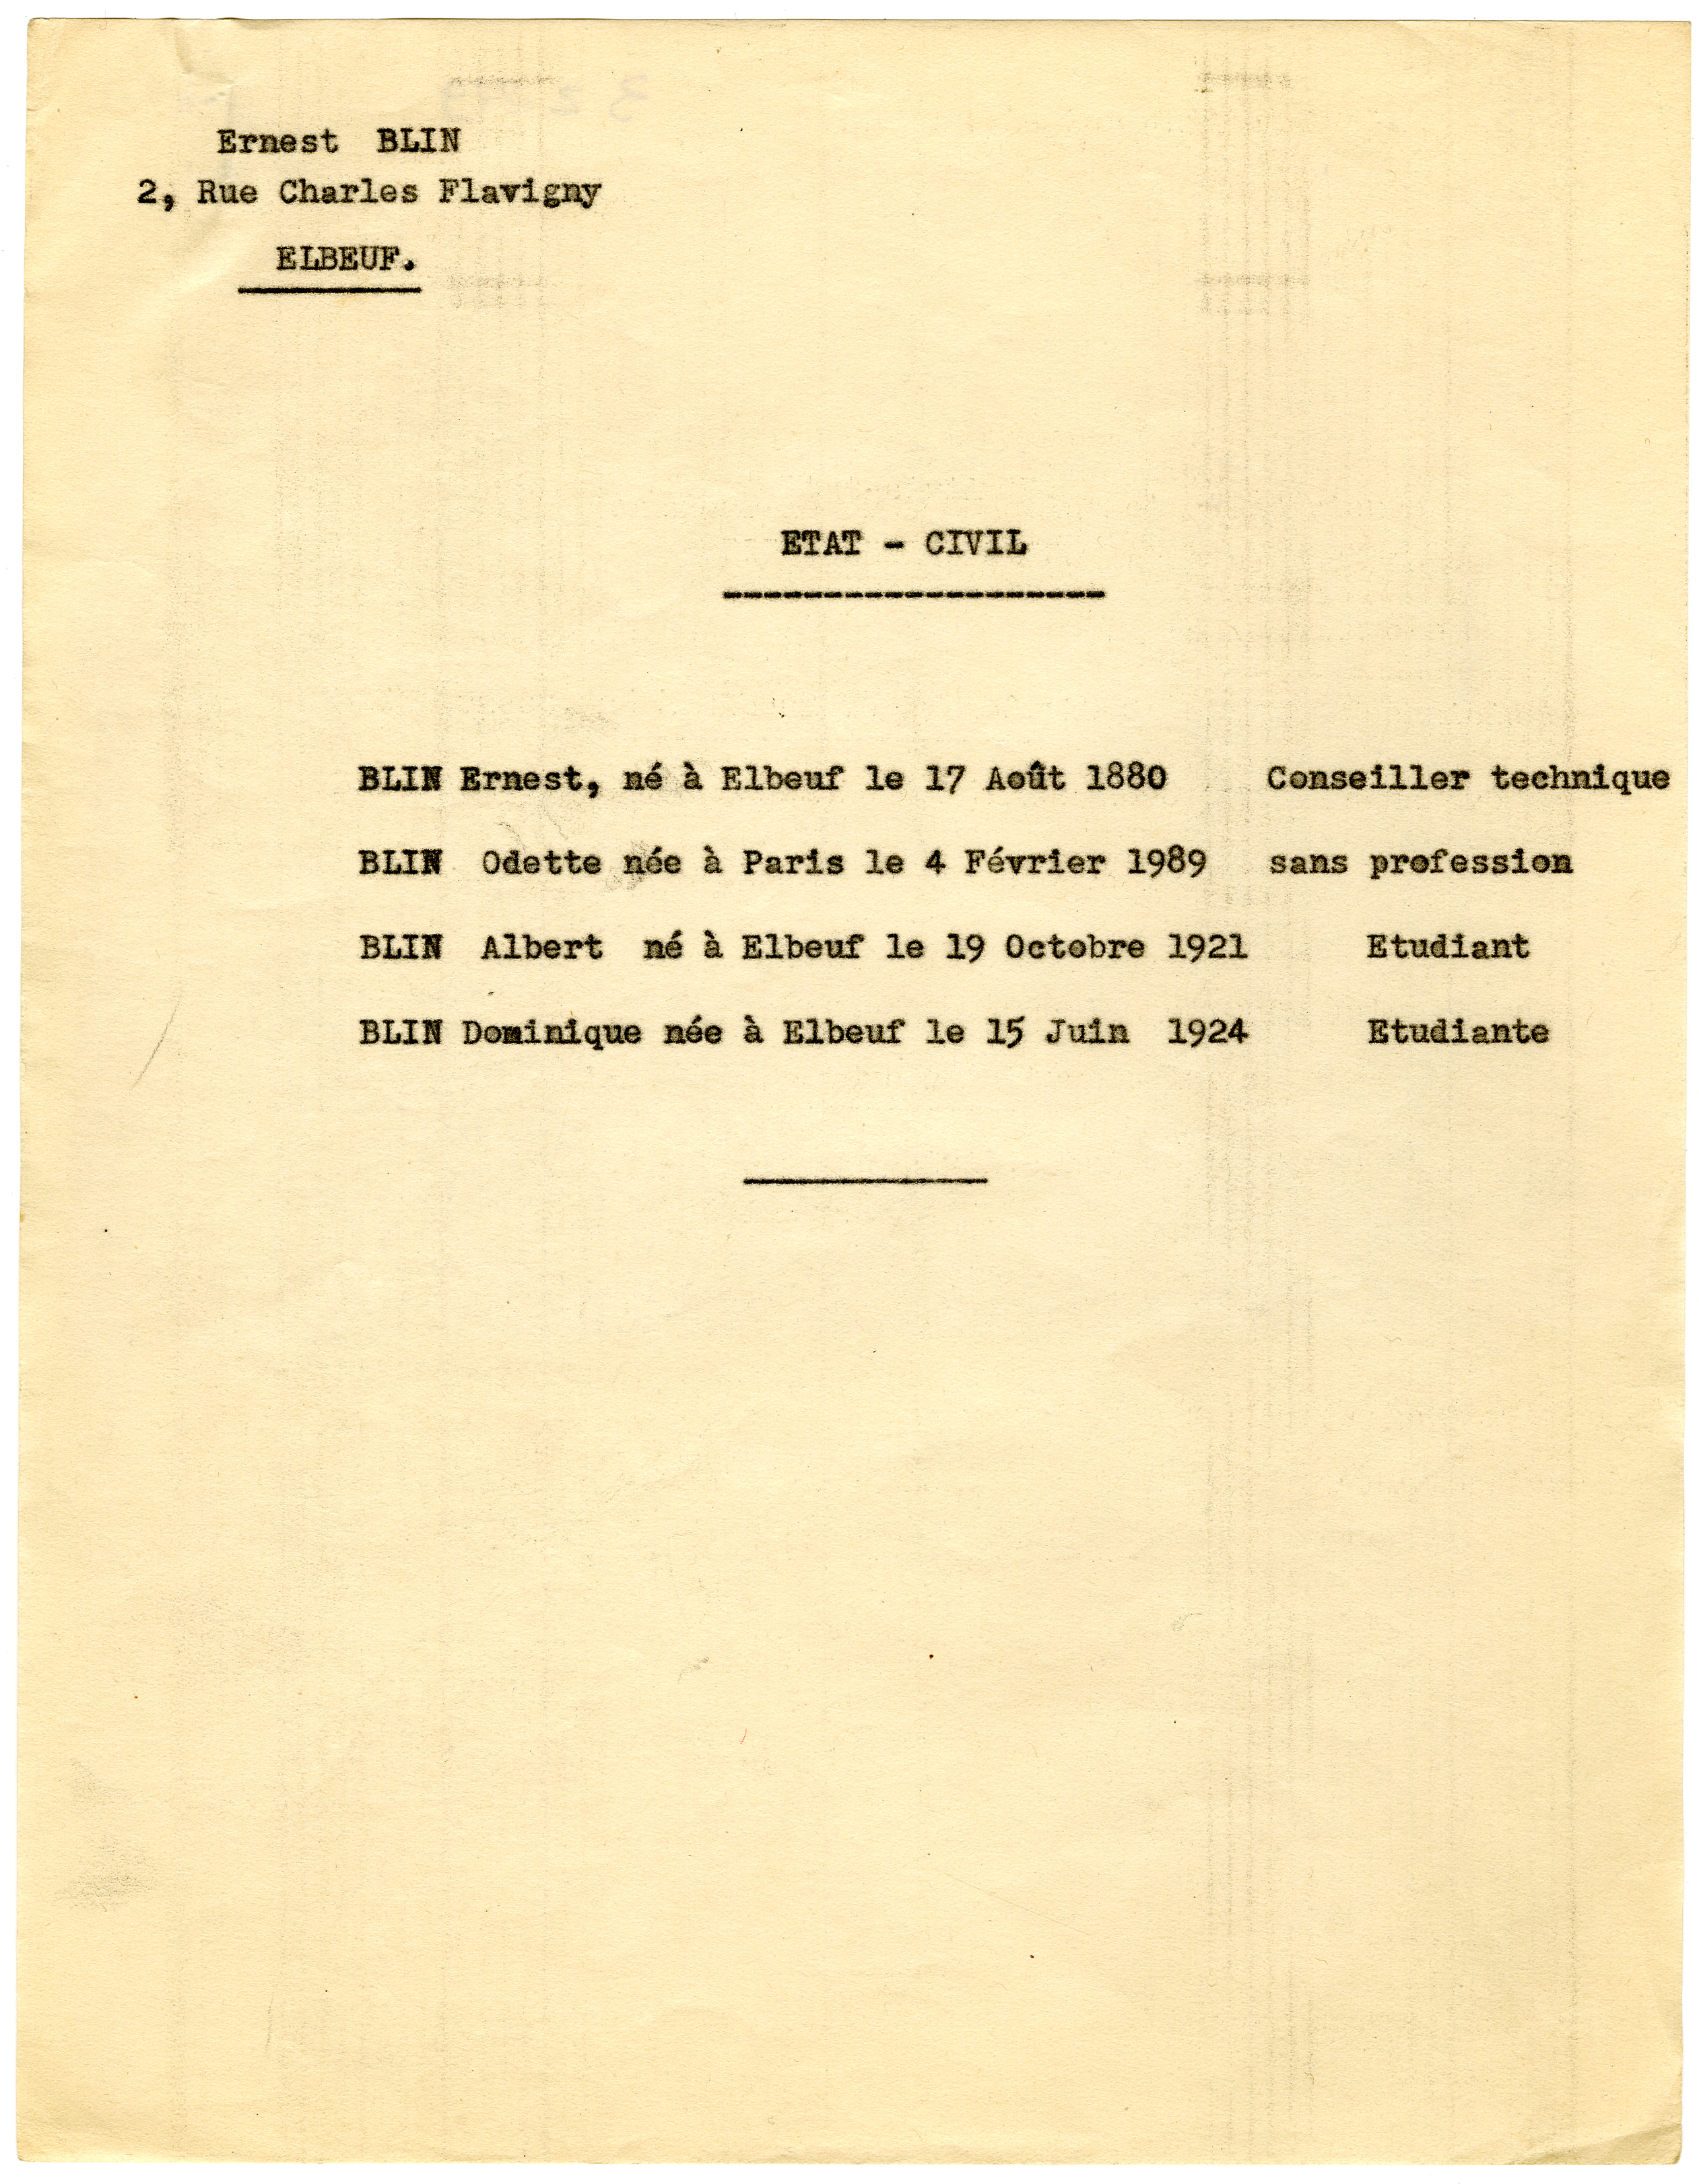 Ernest BLIN
2, Rue Charles Flavigny
ELBEUF.
ETAT - CIVIL
BLIN Ernest, né à Elbeuf le 17 Août 1880 Conseiller technique
BLIN Odette née à Paris le 4 Février 1989 sans profession
BLIN Albert né à Elbeuf le 19 Octobre 1921 Etudiant
BLIN Dominique née à Elbeuf le 15 Juin 1924 Etudiante